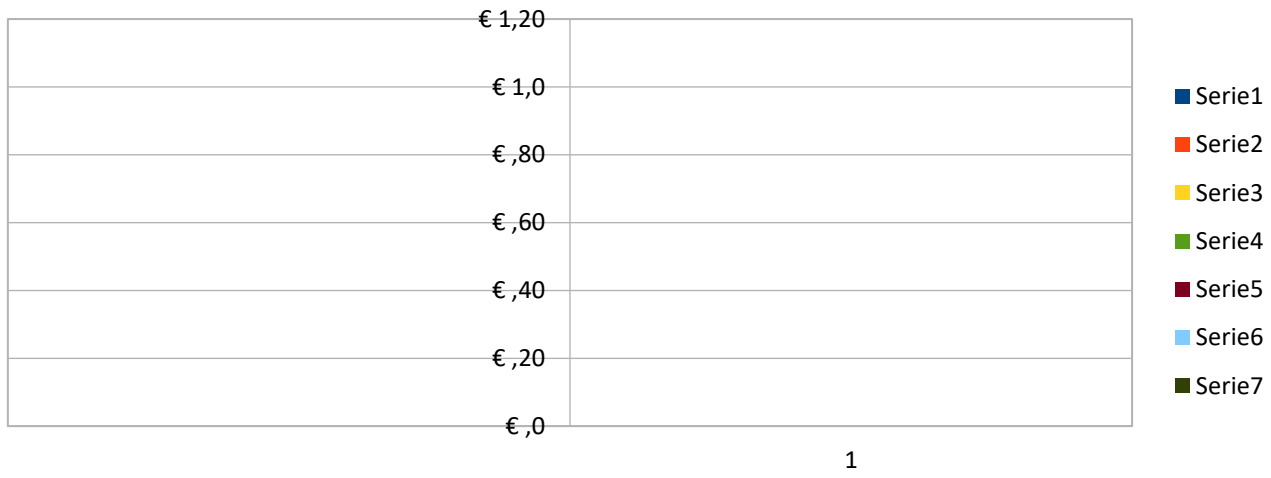 € 1,20
€ 1,0
€ ,80
€ ,60
€ ,40
€ ,20
€ ,0
1
Serie1
Serie2
Serie3
Serie4
Serie5
Serie6
Serie7